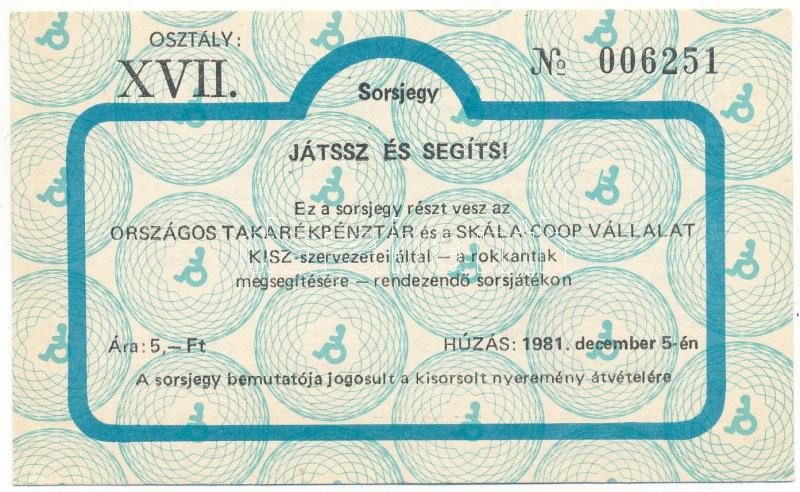 OSZTÁLY:
XVII.
№ 006251
Sorsjegy
JÁTSSZ ÉS SEGÍTS!
Ez a sorsjegy részt vesz az
ORSZÁGOS TAKARÉKPÉNZTÁR és a SKÁLA-COOP VÁLLALAT
KISZ-szervezetei által — a rokkantak
megsegítésére — rendezendő sorsjátékon
Ára: 5,— Ft
HÚZÁS: 1981. december 5-én
A sorsjegy bemutatója jogosult a kisorsolt nyeremény átvételére